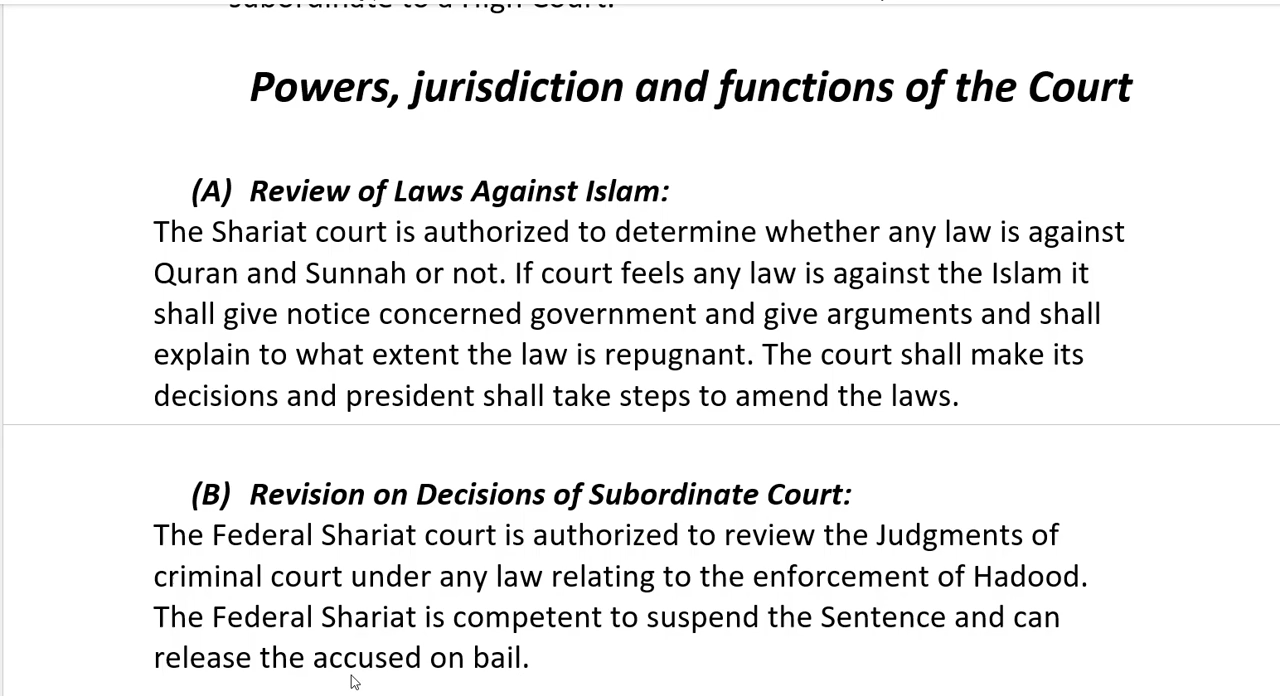 subordinate to a High Court.
Powers, jurisdiction and functions of the Court
(A) Review of Laws Against Islam:
The Shariat court is authorized to determine whether any law is against
Quran and Sunnah or not. If court feels any law is against the Islam it
shall give notice concerned government and give arguments and shall
explain to what extent the law is repugnant. The court shall make its
decisions and president shall take steps to amend the laws.
(B) Revision on Decisions of Subordinate Court:
The Federal Shariat court is authorized to review the Judgments of
criminal court under any law relating to the enforcement of Hadood.
The Federal Shariat is competent to suspend the Sentence and can
release the accused on bail.